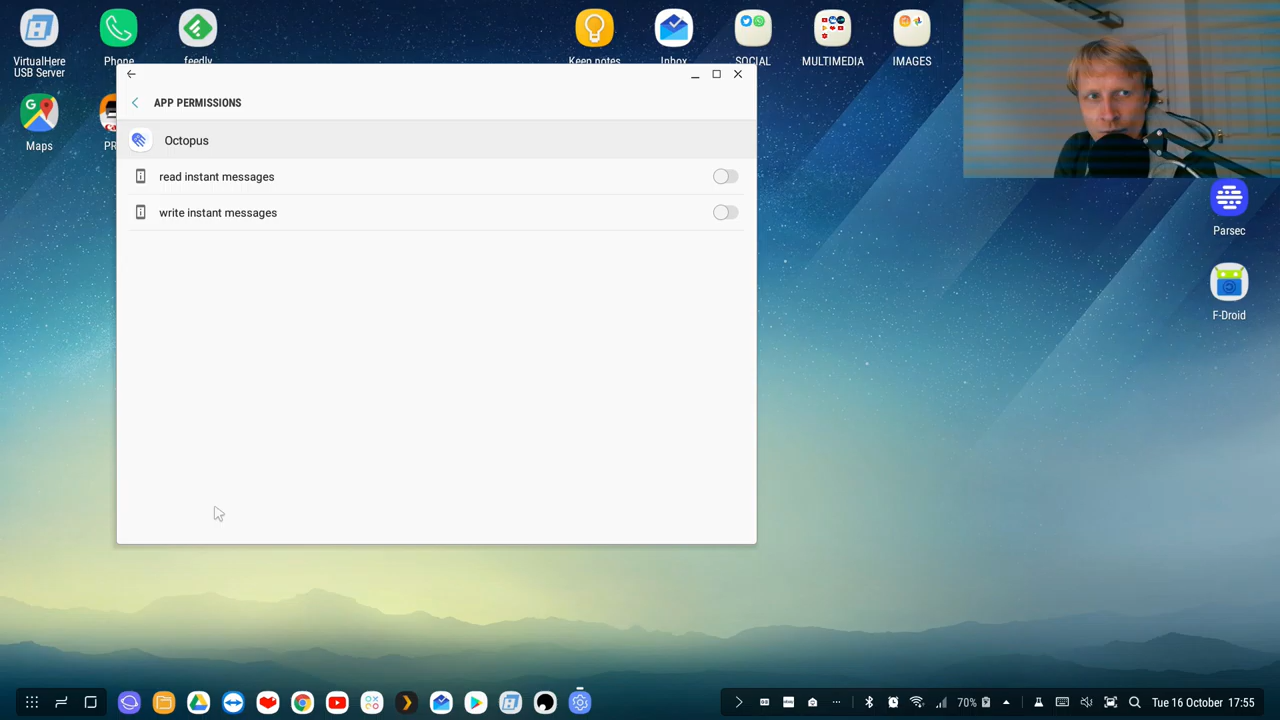 VirtualHere
USB Server
Phone
feedly
Keep notes
Inbox
SOCIAL
MULTIMEDIA
IMAGES
Maps
PR
APP PERMISSIONS
Octopus
read instant messages
write instant messages
Parsec
F-Droid
70%
Tue 16 October
17:55